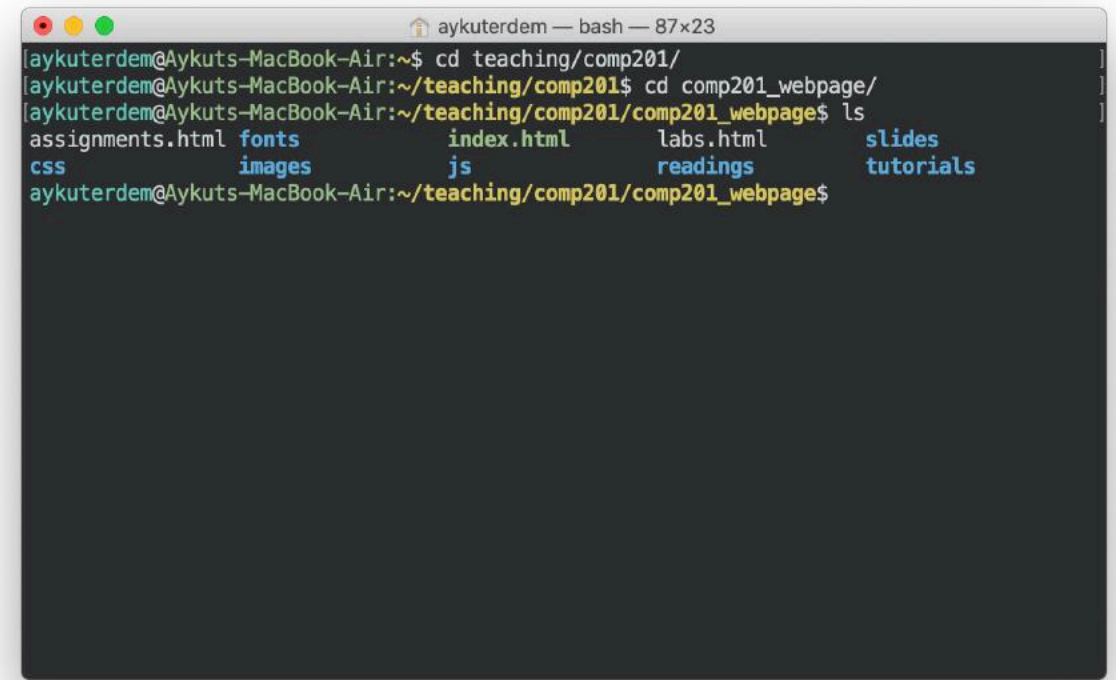 aykuterdem — bash — 87×23
[aykuterdem@Aykuts-MacBook-Air:~$ cd teaching/comp201/ ]
[aykuterdem@Aykuts-MacBook-Air:~/teaching/comp201$ cd comp201_webpage/ ]
[aykuterdem@Aykuts-MacBook-Air:~/teaching/comp201/comp201_webpage$ ls ]
assignments.html fonts index.html labs.html slides
css images js readings tutorials
aykuterdem@Aykuts-MacBook-Air:~/teaching/comp201/comp201_webpage$